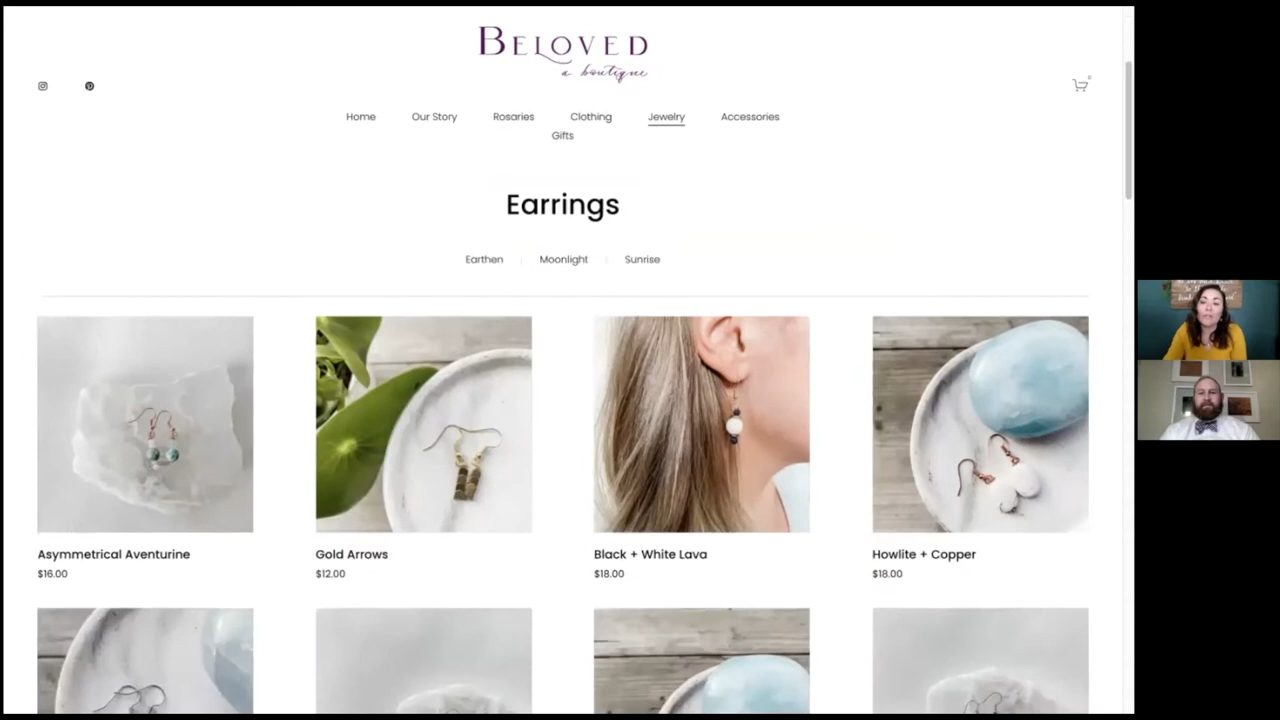 BELOVED
a boutique
0
Home Our Story Rosaries Clothing Jewelry Accessories
Gifts
Earrings
Earthen | Moonlight | Sunrise
Asymmetrical Aventurine
$16.00
Gold Arrows
$12.00
Black + White Lava
$18.00
Howlite + Copper
$18.00